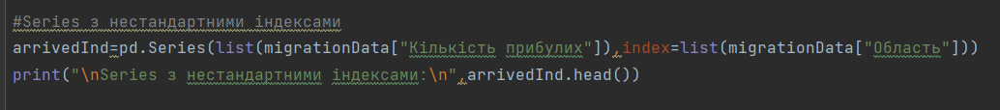 #Series з нестандартними індексами
arrivedInd=pd.Series(list(migrationData["Кількість прибулих"]),index=list(migrationData["Область"]))
print("\nSeries з нестандартними індексами:\n",arrivedInd.head())